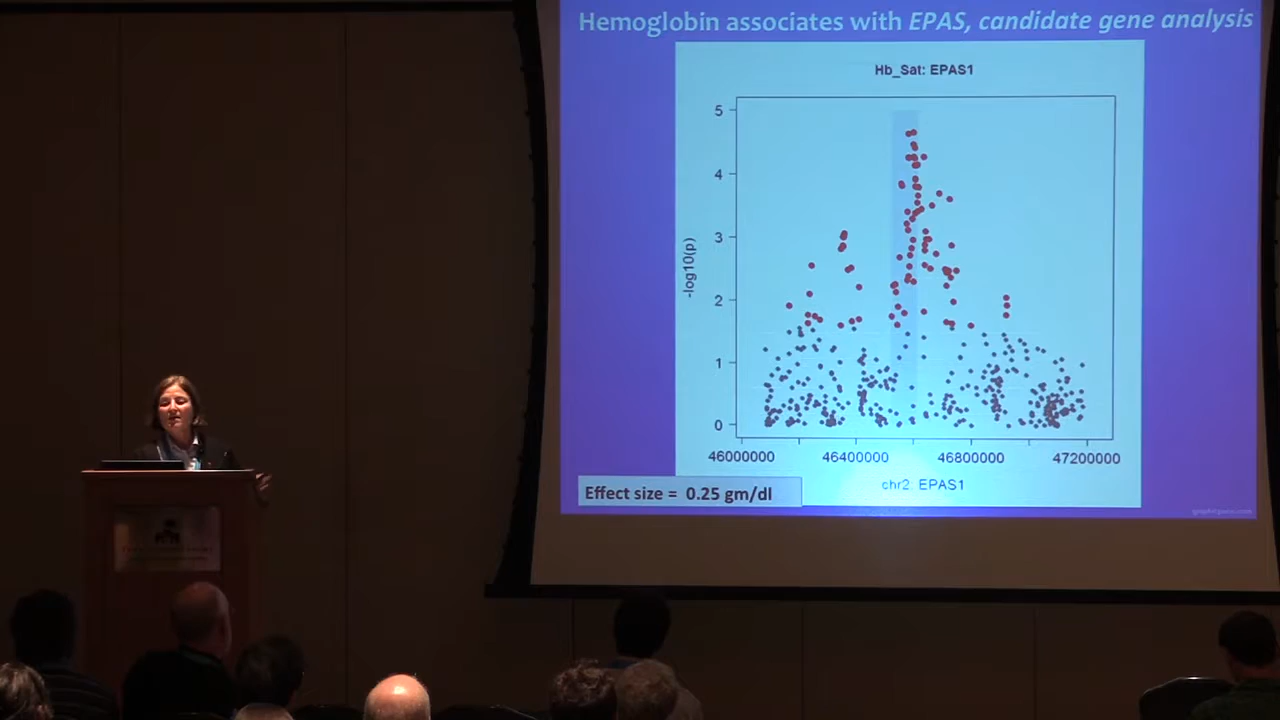 Hemoglobin associates with EPAS, candidate gene analysis
Hb_Sat: EPAS1
5
4
3
2
1
0
-log10(p)
46000000 46400000 46800000 47200000
chr2: EPAS1
Effect size = 0.25 gm/dl